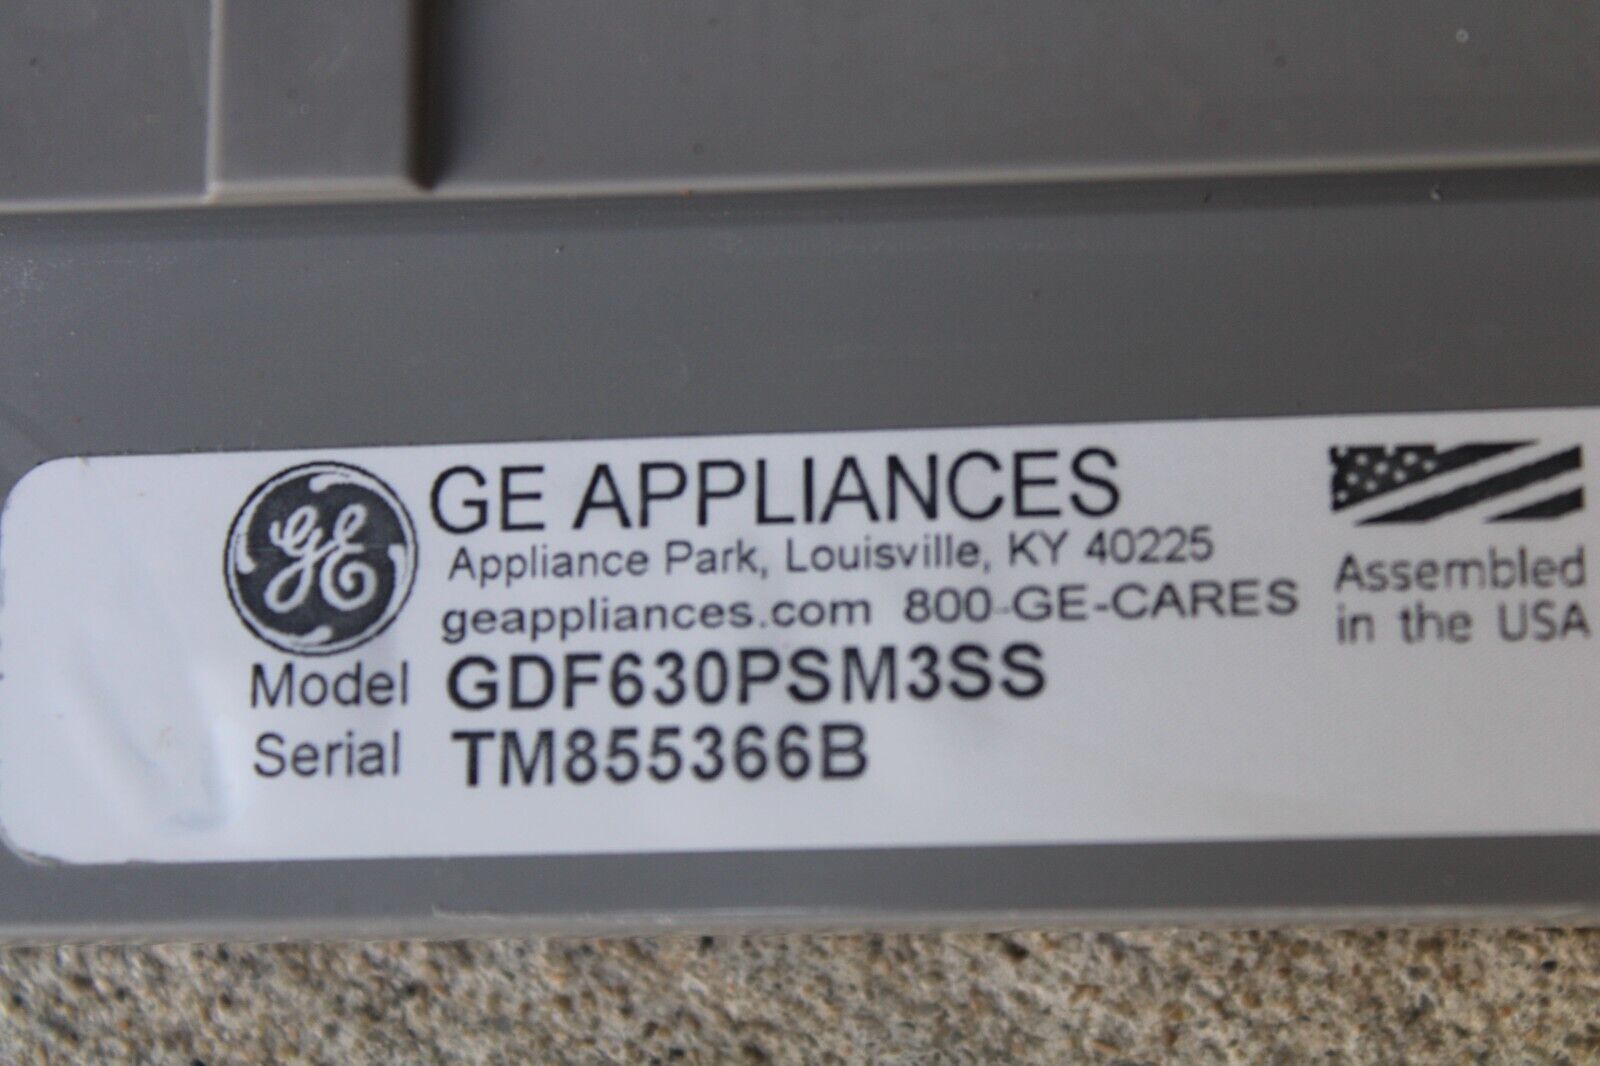 GE
GE APPLIANCES
Appliance Park, Louisville, KY 40225
geappliances.com 800-GE-CARES
Model GDF630PSM3SS
Serial TM855366B
Assembled
in the USA